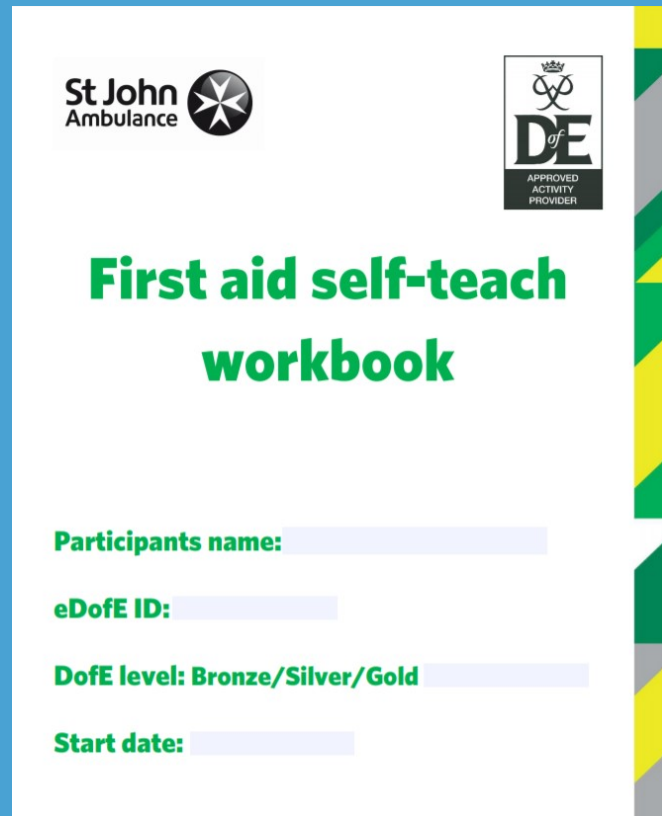 St John
Ambulance
DofE
APPROVED
ACTIVITY
PROVIDER
First aid self-teach
workbook
Participants name:
eDofE ID:
DofE level: Bronze/Silver/Gold
Start date: